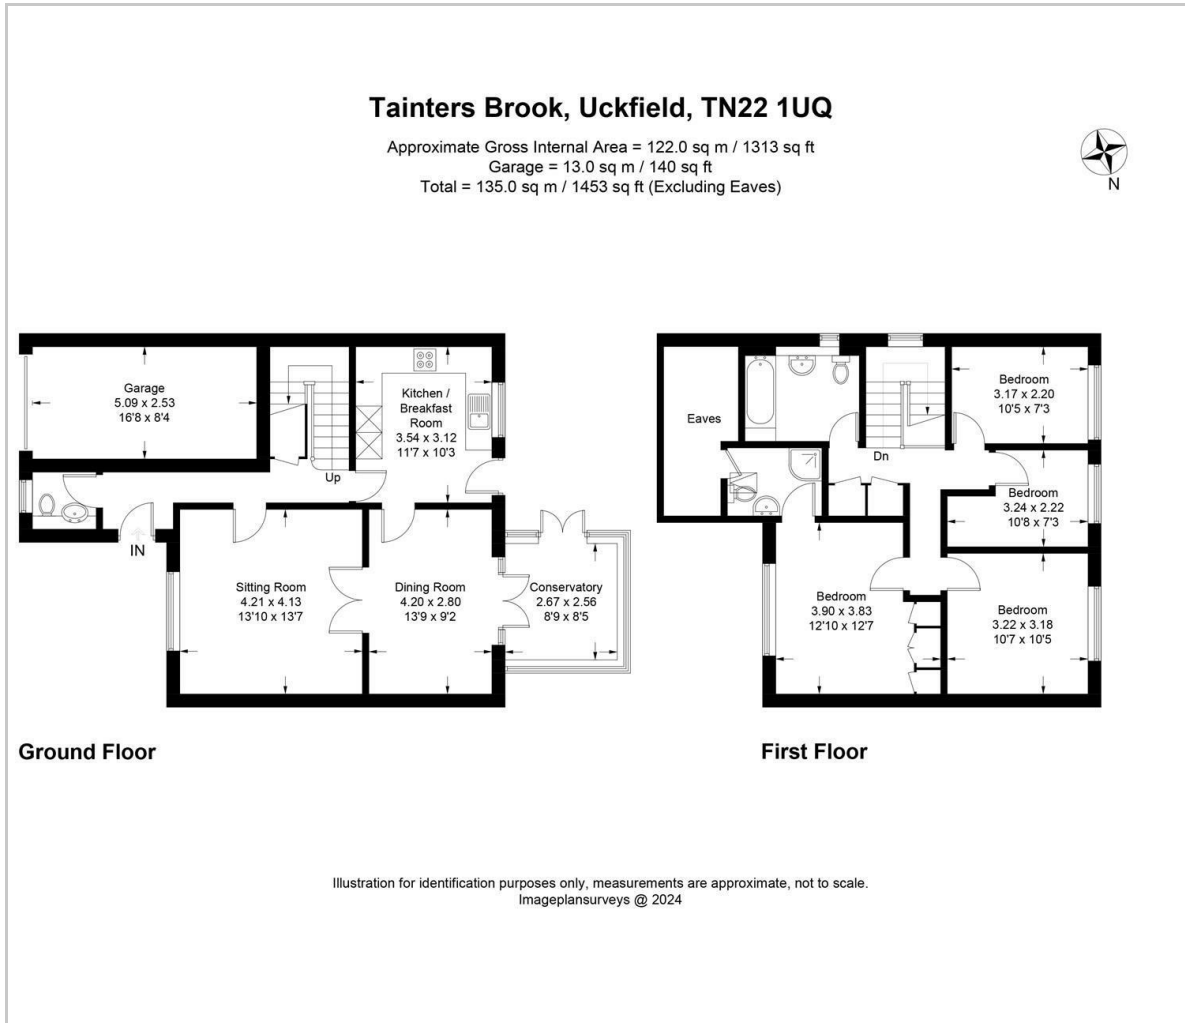 Tainters Brook, Uckfield, TN22 1UQ
Approximate Gross Internal Area = 122.0 sq m / 1313 sq ft
Garage = 13.0 sq m / 140 sq ft
Total = 135.0 sq m / 1453 sq ft (Excluding Eaves)
N
Garage
5.09 x 2.53
16'8 x 8'4
Kitchen /
Breakfast
Room
3.54 x 3.12
11'7 x 10'3
Up
IN
Sitting Room
4.21 x 4.13
13'10 x 13'7
Dining Room
4.20 x 2.80
13'9 x 9'2
Conservatory
2.67 x 2.56
8'9 x 8'5
Ground Floor
Eaves
Dn
Bedroom
3.17 x 2.20
10'5 x 7'3
Bedroom
3.24 x 2.22
10'8 x 7'3
Bedroom
3.90 x 3.83
12'10 x 12'7
Bedroom
3.22 x 3.18
10'7 x 10'5
First Floor
Illustration for identification purposes only, measurements are approximate, not to scale.
Imageplansurveys @ 2024